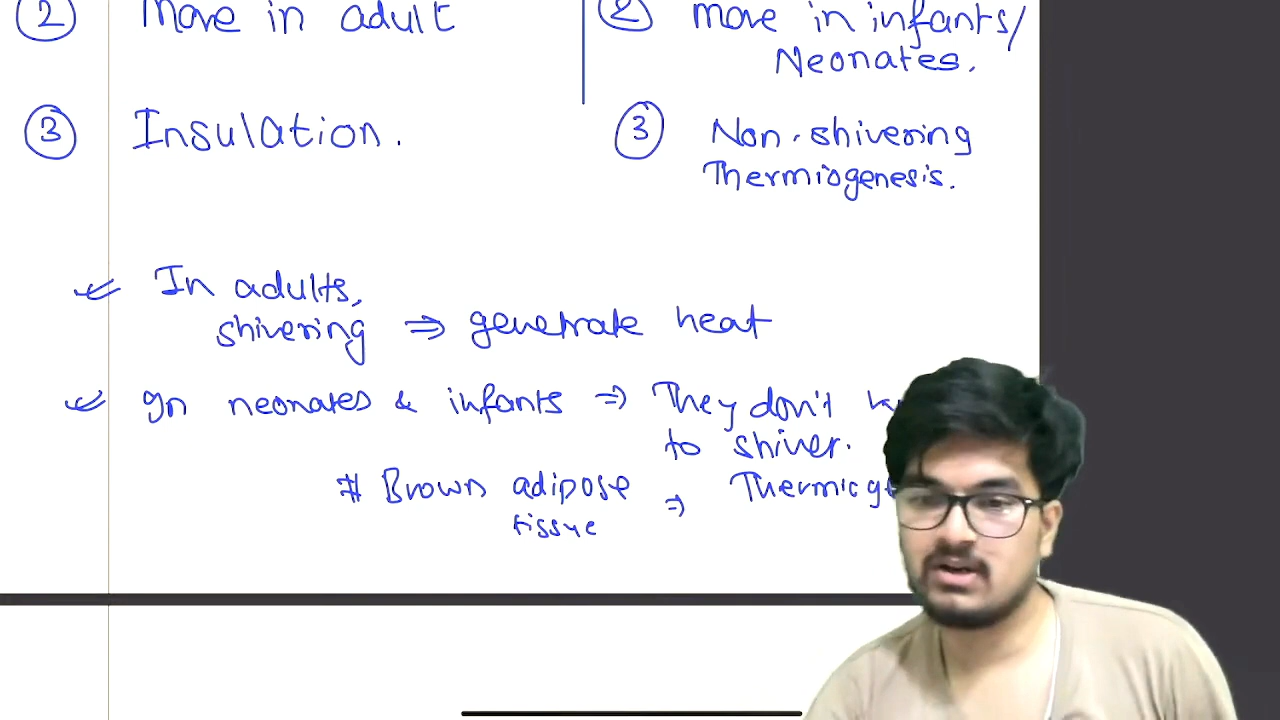 ② More in adult
② more in infants/
Neonates.
③ Insulation.
③ Non-shivering
Thermiogenesis.
In adults,
shivering ⇒ generate heat
In neonates & infants ⇒ They don't
to shiver.
# Brown adipose ⇒
tissue